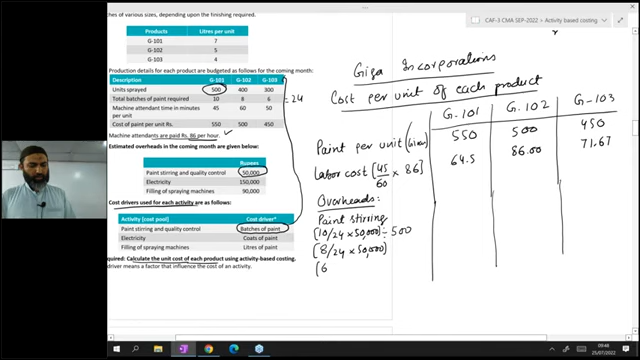 CAF-3 CMA SEP-2022 > Activity based costing
ches of various sizes, depending upon the finishing required.
Products Litres per unit
G-101 7
G-102 5
G-103 4
Production details for each product are budgeted as follows for the coming month:
Description G-101 G-102 G-103
Units sprayed 500 400 300
Total batches of paint required 10 8 6 = 24
Machine attendant time in minutes per unit 45 60 50
Cost of paint per unit Rs. 550 500 450
Machine attendants are paid Rs. 86 per hour.
Estimated overheads in the coming month are given below:
Rupees
Paint stirring and quality control 50,000
Electricity 150,000
Filling of spraying machines 90,000
Cost drivers used for each activity are as follows:
Activity (cost pool) Cost driver*
Paint stirring and quality control Batches of paint
Electricity Coats of paint
Filling of spraying machines Litres of paint
quired: Calculate the unit cost of each product using activity-based costing.
driver means a factor that influence the cost of an activity.
Giga Incorporations
Cost per unit of each product
G-101 G-102 G-103
Paint per unit (Given) 550 500 450
Labor cost [45/60 x 86] 64.5 86.00 71.67
Overheads:
Paint stirring
[10/24 x 50,000] ÷ 500
[8/24 x 50,000)
[6
09:48
25/07/2022